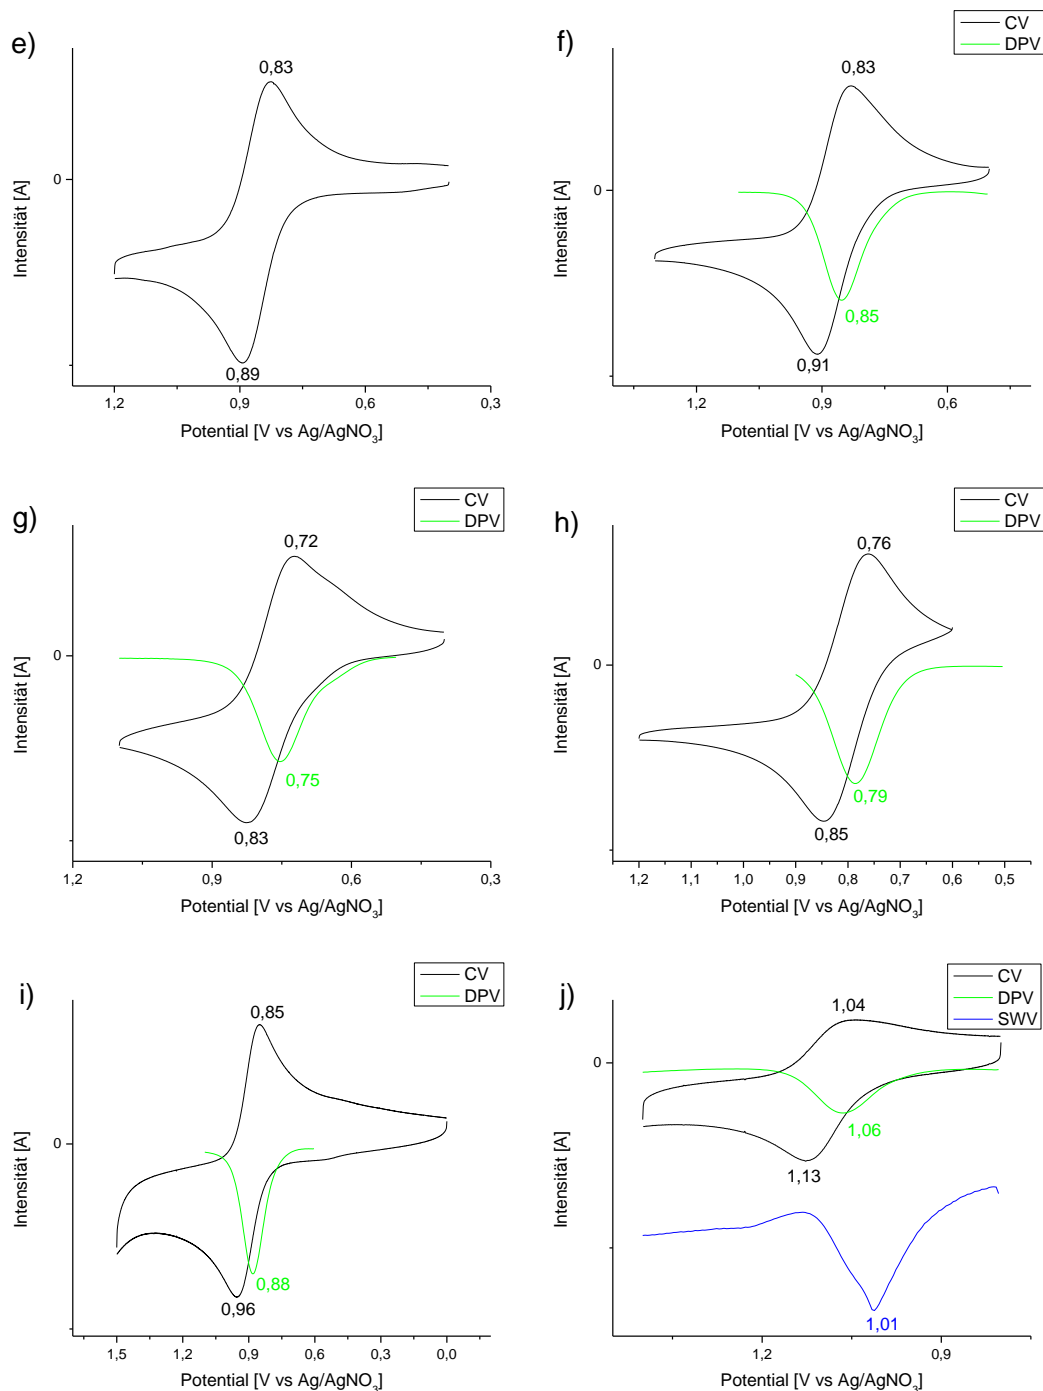 e)
0,83
0
Intensität [A]
0,89
1,2 0,9 0,6 0,3
Potential [V vs Ag/AgNO₃]
f)
CV
DPV
0,83
0
Intensität [A]
0,85
0,91
1,2 0,9 0,6
Potential [V vs Ag/AgNO₃]
g)
CV
DPV
0,72
0
Intensität [A]
0,75
0,83
1,2 0,9 0,6 0,3
Potential [V vs Ag/AgNO₃]
h)
CV
DPV
0,76
0
Intensität [A]
0,79
0,85
1,2 1,1 1,0 0,9 0,8 0,7 0,6 0,5
Potential [V vs Ag/AgNO₃]
i)
CV
DPV
0,85
0
Intensität [A]
0,88
0,96
1,5 1,2 0,9 0,6 0,3 0,0
Potential [V vs Ag/AgNO₃]
j)
CV
DPV
SWV
1,04
0
Intensität [A]
1,06
1,13
1,01
1,2 0,9
Potential [V vs Ag/AgNO₃]